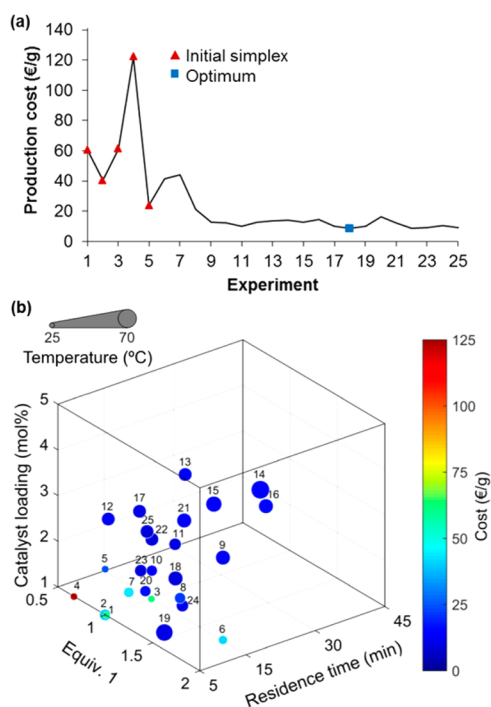 (a)
140
120
100
80
60
40
20
0
Production cost (€/g)
Initial simplex
Optimum
1 3 5 7 9 11 13 15 17 19 21 23 25
Experiment
(b)
25 70
Temperature (ºC)
5
4
3
2
1
Catalyst loading (mol%)
0.5 1 1.5 2
Equiv. 1
5 15 30 45
Residence time (min)
13
14
12 17 15 16
21
25
22 11
9
5 23 10 18
4 7 20 3 8
2 1 24
19 6
125
100
75
50
25
0
Cost (€/g)